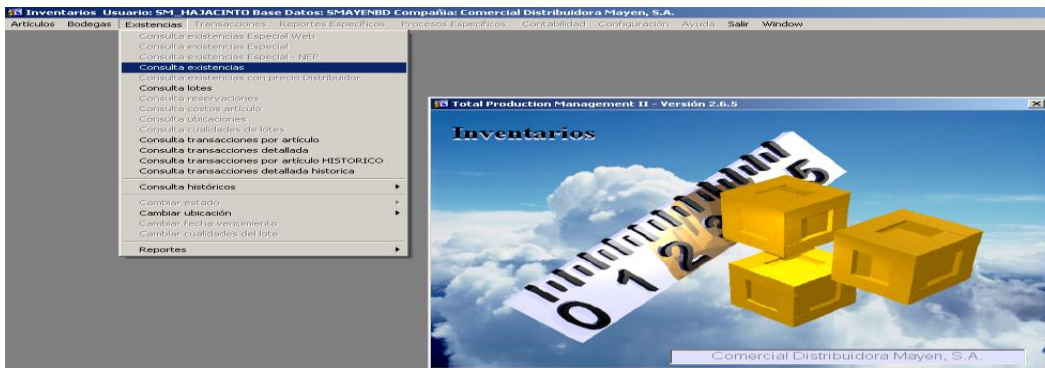 Inventarios Usuario: SM_HAJACINTO Base Datos: SMAYENBD Compañia: Comercial Distribuidora Mayen, S.A.
Artículos Bodegas Existencias Transacciones Reportes Específicos Procesos Específicos Contabilidad Configuración Ayuda Salir Window
Consulta existencias Especial Web
Consulta existencias Especial
Consulta existencias Especial - NEP
Consulta existencias
Consulta existencias con precio Distribuidor
Consulta lotes
Consulta reservaciones
Consulta costos artículo
Consulta ubicaciones
Consulta cualidades de lotes
Consulta transacciones por artículo
Consulta transacciones detallada
Consulta transacciones por artículo HISTORICO
Consulta transacciones detallada historica
Consulta históricos
Cambiar estado
Cambiar ubicación
Cambiar fecha vencimiento
Cambiar cualidades del lote
Reportes
Total Production Management II - Versión 2.6.5
Inventarios
0 1 2 5
Comercial Distribuidora Mayen, S.A.